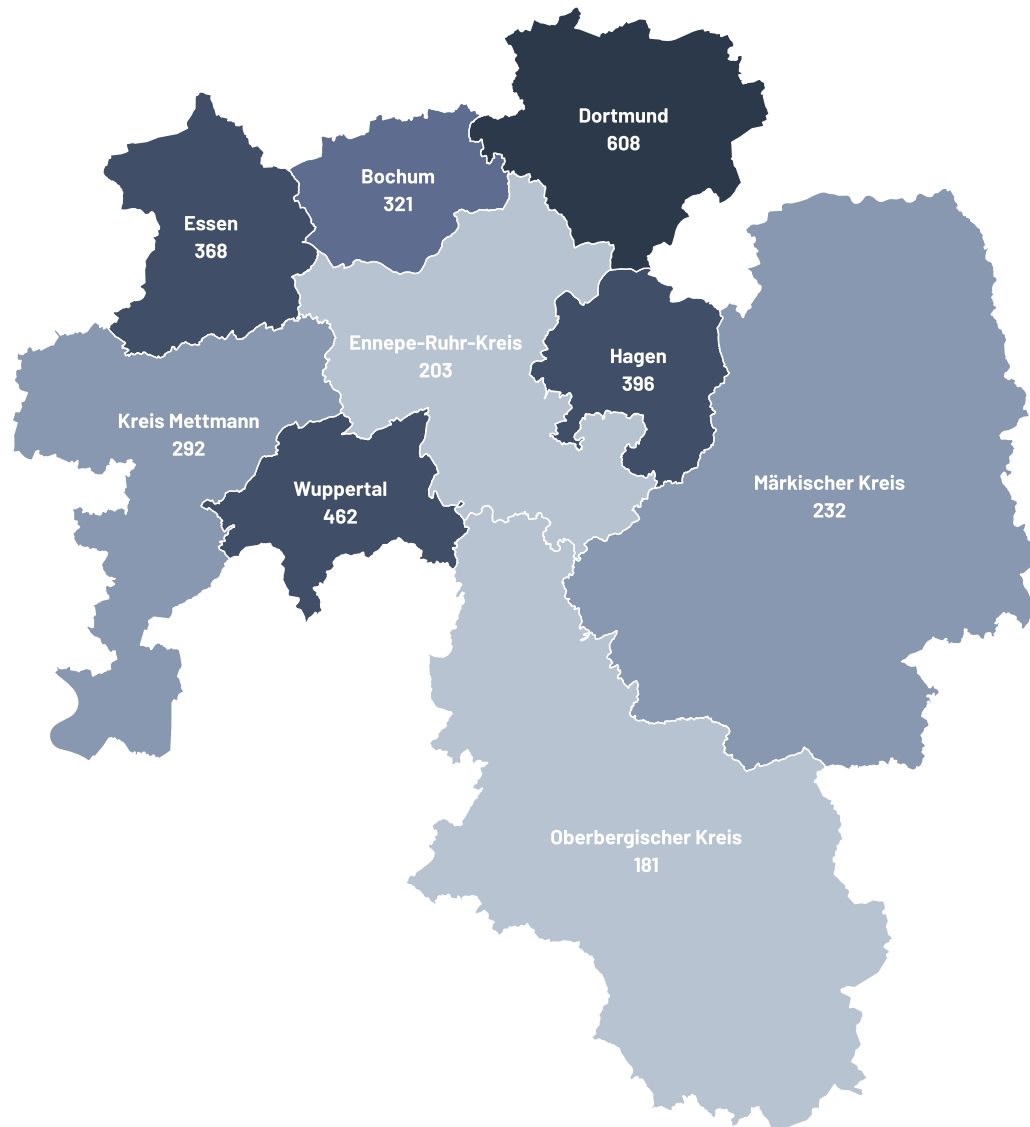 Dortmund
608
Bochum
321
Essen
368
Ennepe-Ruhr-Kreis
203
Hagen
396
Kreis Mettmann
292
Wuppertal
462
Märkischer Kreis
232
Oberbergischer Kreis
181